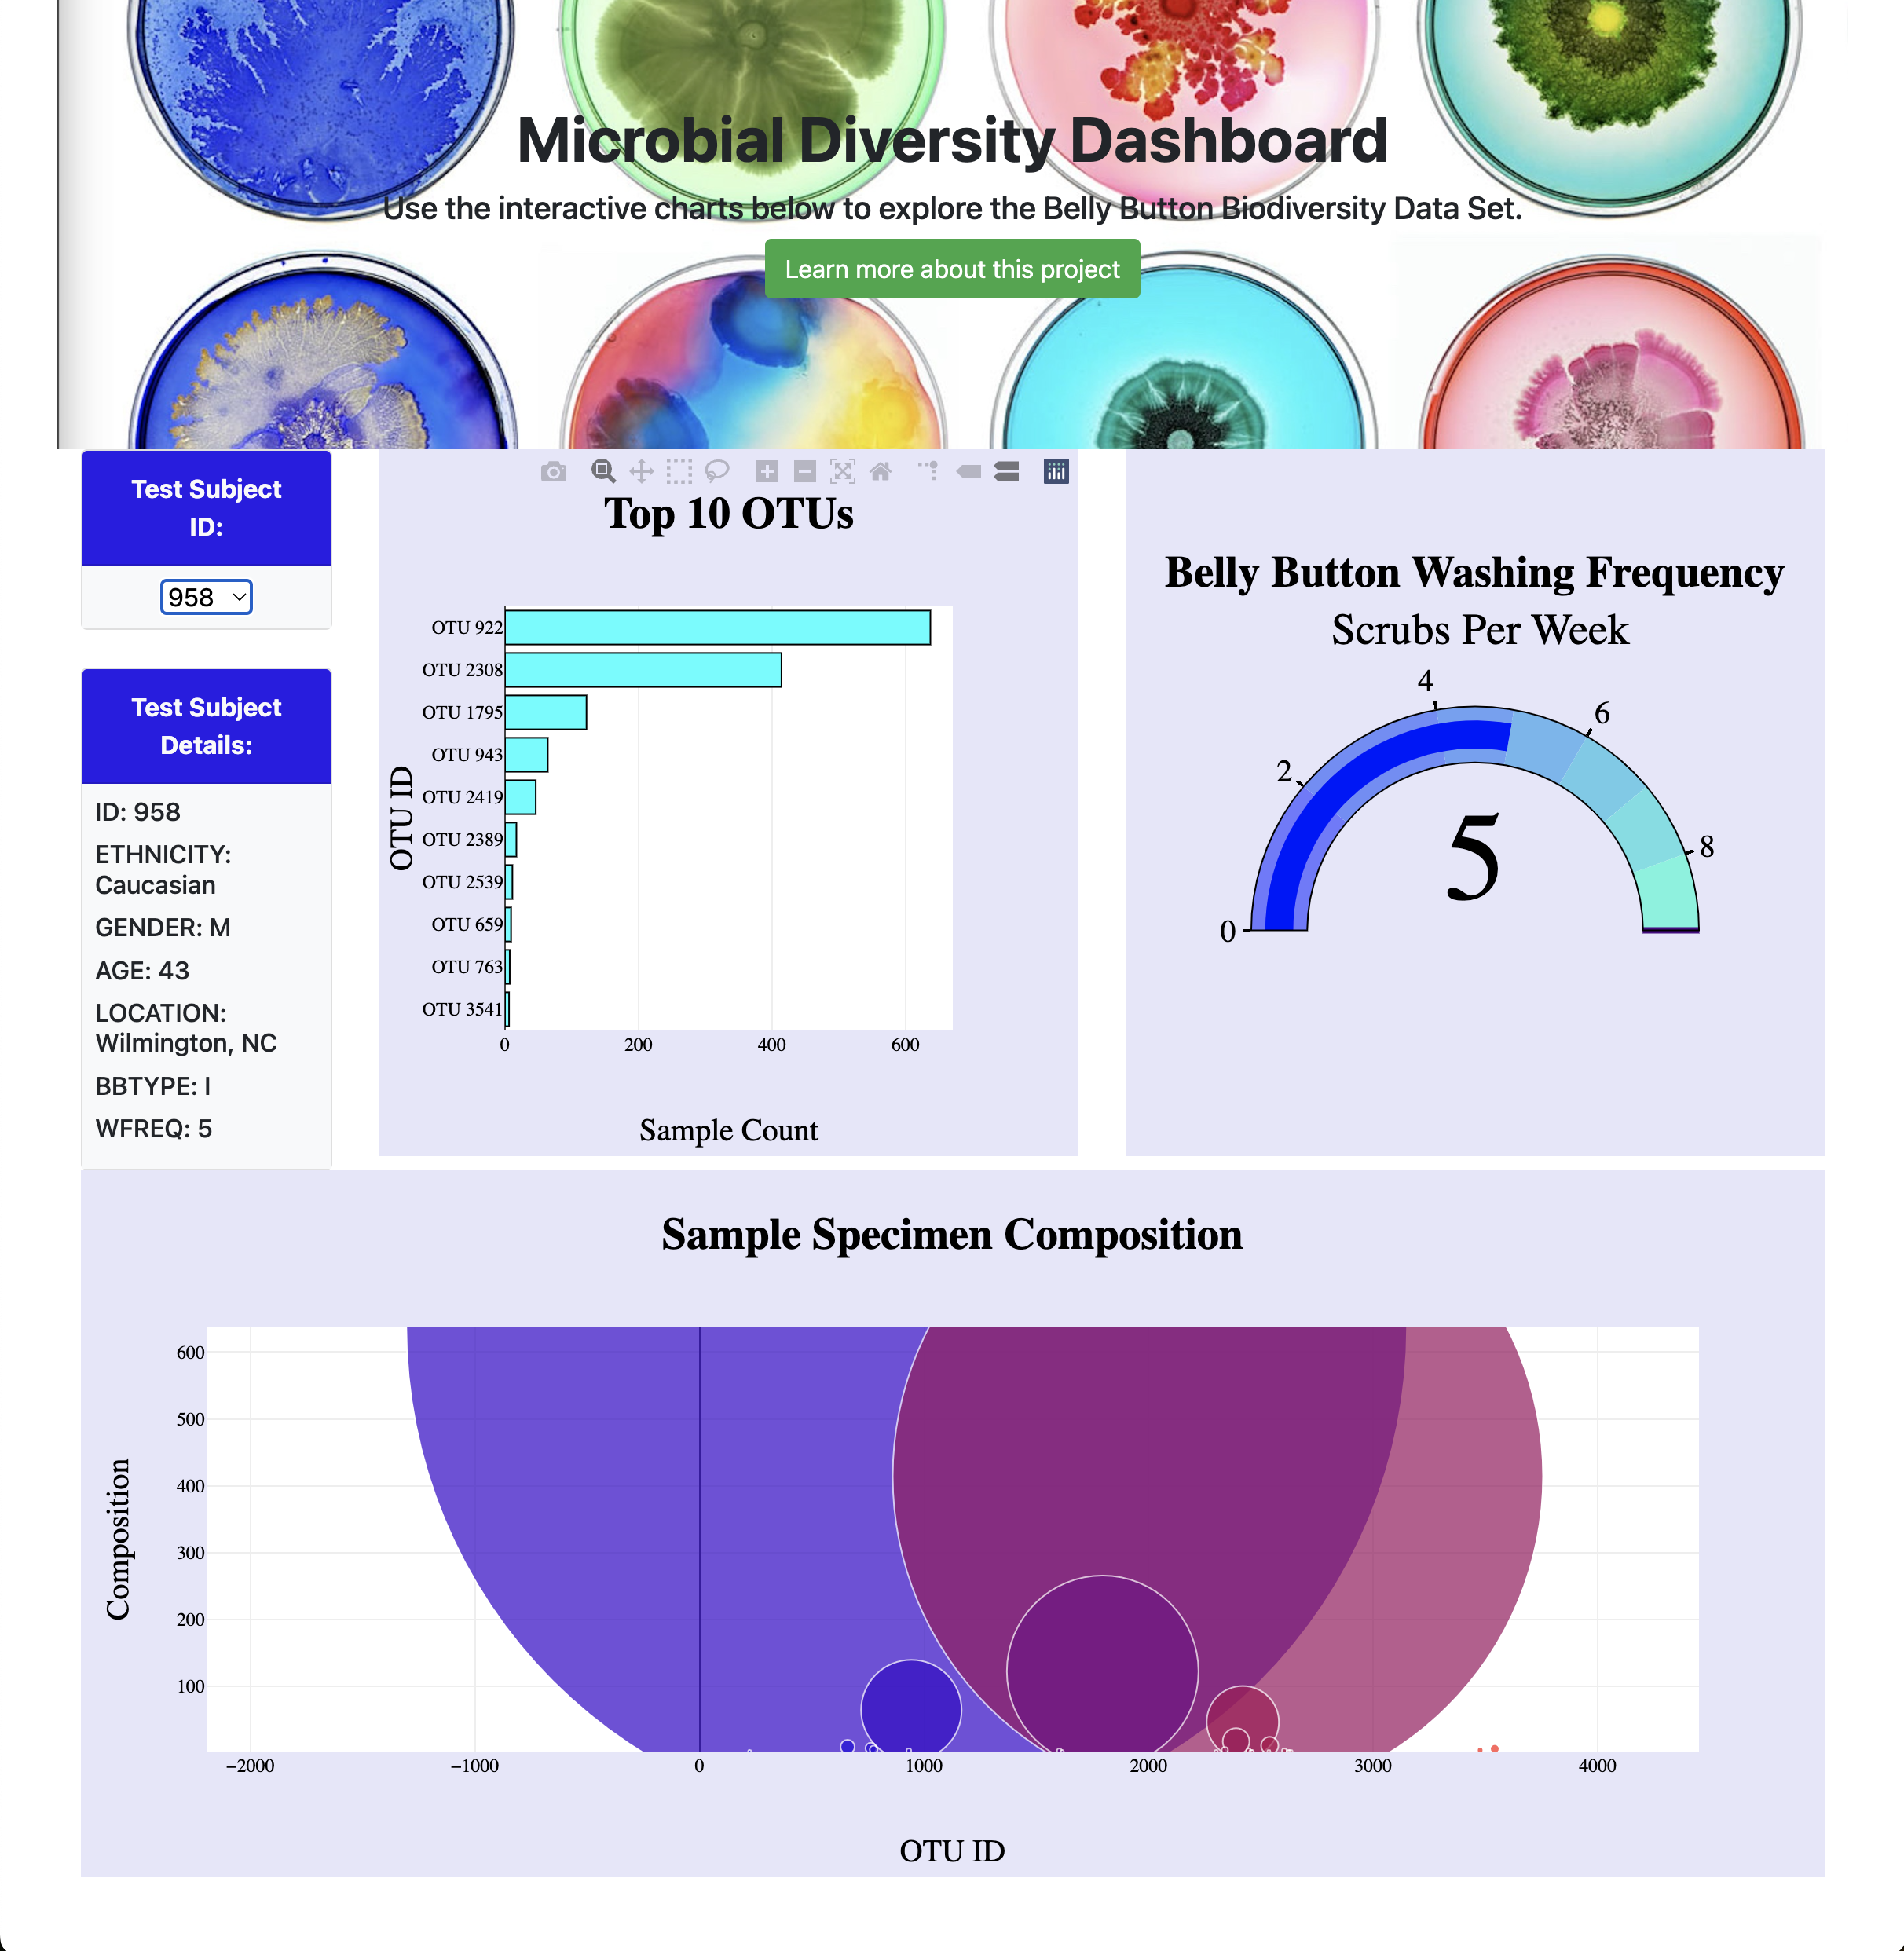 Microbial Diversity Dashboard
Use the interactive charts below to explore the Belly Button Biodiversity Data Set.
Learn more about this project
Test Subject
ID:
958
Test Subject
Details:
ID: 958
ETHNICITY:
Caucasian
GENDER: M
AGE: 43
LOCATION:
Wilmington, NC
BBTYPE: I
WFREQ: 5
Top 10 OTUs
OTU ID
OTU 922
OTU 2308
OTU 1795
OTU 943
OTU 2419
OTU 2389
OTU 2539
OTU 659
OTU 763
OTU 3541
0 200 400 600
Sample Count
Belly Button Washing Frequency
Scrubs Per Week
0 2 4 6 8
5
Sample Specimen Composition
Composition
600
500
400
300
200
100
−2000 −1000 0 1000 2000 3000 4000
OTU ID